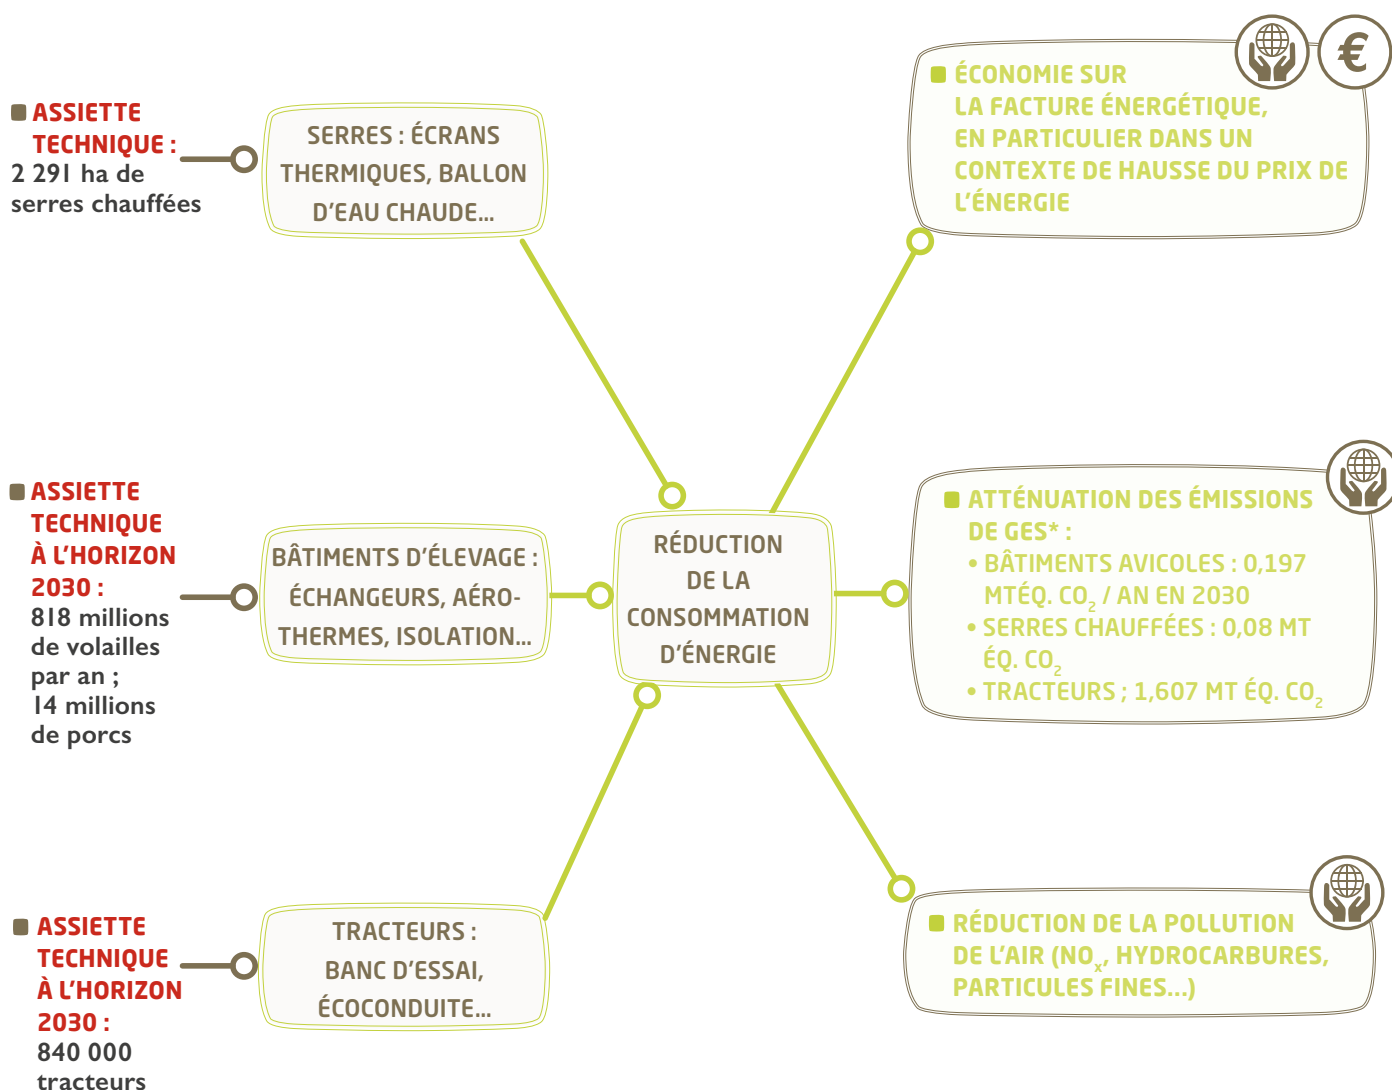 ASSIETTE
TECHNIQUE :
2 291 ha de
serres chauffées
SERRES : ÉCRANS
THERMIQUES, BALLON
D'EAU CHAUDE...
€
ÉCONOMIE SUR
LA FACTURE ÉNERGÉTIQUE,
EN PARTICULIER DANS UN
CONTEXTE DE HAUSSE DU PRIX DE
L'ÉNERGIE
ASSIETTE
TECHNIQUE
À L'HORIZON
2030 :
818 millions
de volailles
par an ;
14 millions
de porcs
BÂTIMENTS D'ÉLEVAGE :
ÉCHANGEURS, AÉRO-
THERMES, ISOLATION...
RÉDUCTION
DE LA
CONSOMMATION
D'ÉNERGIE
ATTÉNUATION DES ÉMISSIONS
DE GES* :
• BÂTIMENTS AVICOLES : 0,197
MTÉQ. CO₂ / AN EN 2030
• SERRES CHAUFFÉES : 0,08 MT
ÉQ. CO₂
• TRACTEURS ; 1,607 MT ÉQ. CO₂
ASSIETTE
TECHNIQUE
À L'HORIZON
2030 :
840 000
tracteurs
TRACTEURS :
BANC D'ESSAI,
ÉCOCONDUITE...
RÉDUCTION DE LA POLLUTION
DE L'AIR (NOₓ, HYDROCARBURES,
PARTICULES FINES...)